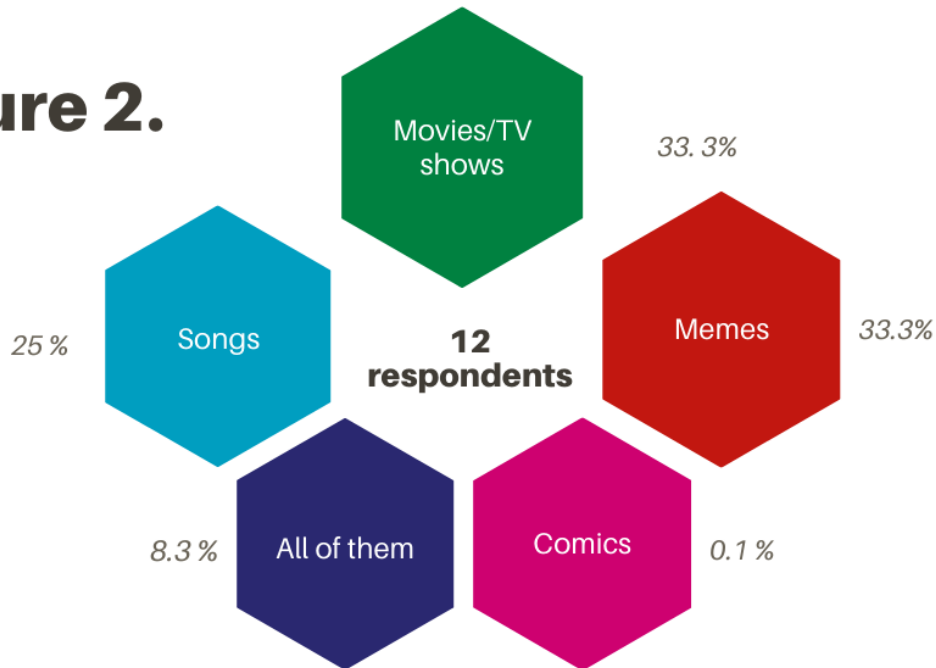 ure 2.
Movies/TV
shows
33. 3%
Songs
25 %
12
respondents
Memes
33.3%
All of them
8.3 %
Comics
0.1 %